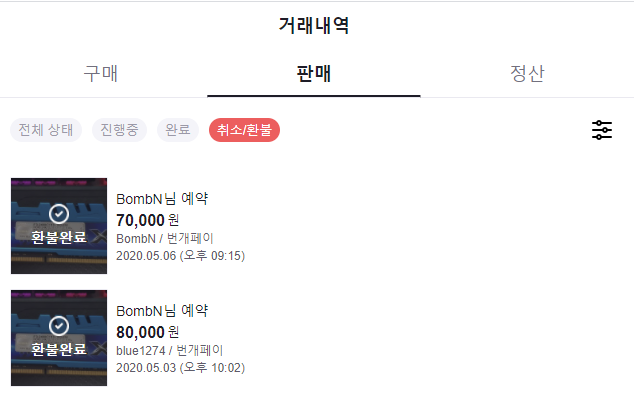 거래내역
구매 판매 정산
전체 상태 진행중 완료 취소/환불
환불완료
BombN님 예약
70,000 원
BombN / 번개페이
2020.05.06 (오후 09:15)
환불완료
BombN님 예약
80,000 원
blue1274 / 번개페이
2020.05.03 (오후 10:02)